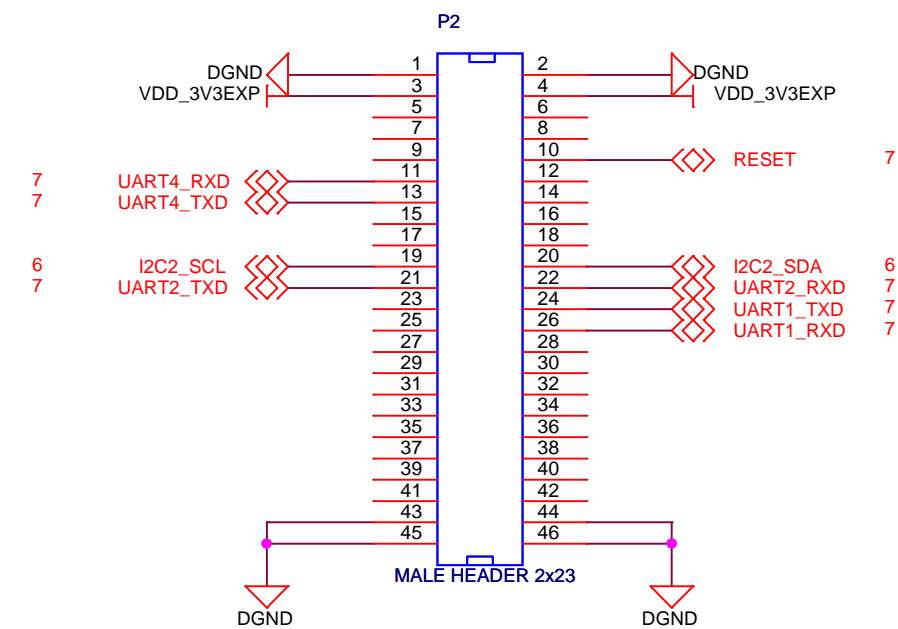 P2
1 2
DGND DGND
VDD_3V3EXP 3 4 VDD_3V3EXP
5 6
7 8
9 10 RESET 7
7 UART4_RXD 11 12
7 UART4_TXD 13 14
15 16
17 18
6 I2C2_SCL 19 20 I2C2_SDA 6
7 UART2_TXD 21 22 UART2_RXD 7
23 24 UART1_TXD 7
25 26 UART1_RXD 7
27 28
29 30
31 32
33 34
35 36
37 38
39 40
41 42
43 44
45 46
MALE HEADER 2x23
DGND DGND